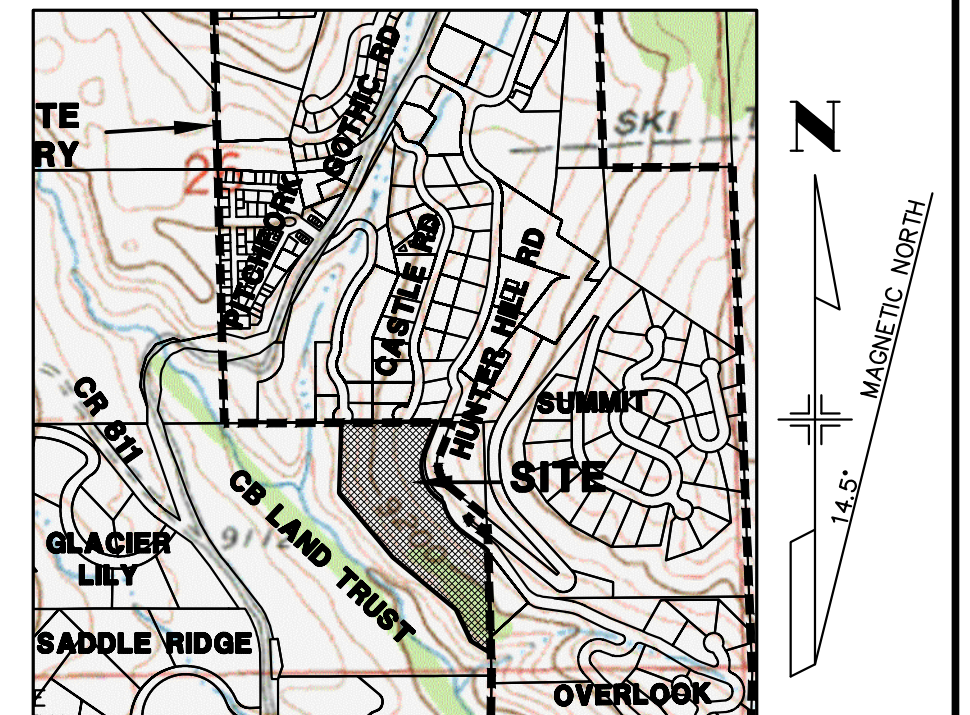 TE
RY
26
GOTHIC RD
SKI
T
N
PITCHFORK
CASTLE RD
HUNTER HILL RD
MAGNETIC NORTH
14.5°
SUMMIT
CR 811
SITE
CB LAND TRUST
GLACIER
LILY
SADDLE RIDGE
OVERLOOK
E